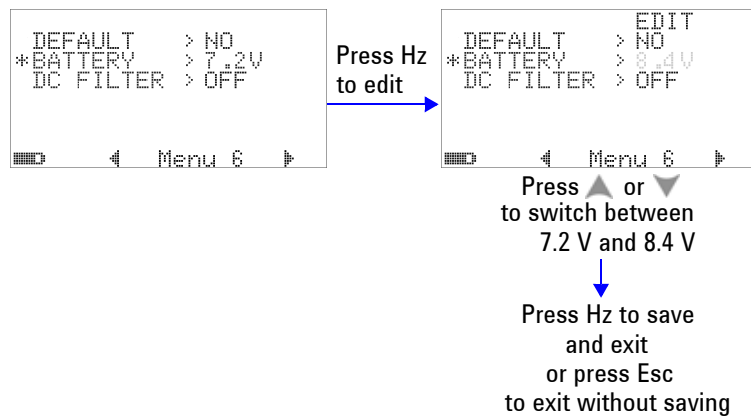 DEFAULT > NO
*BATTERY > 7.2V
DC FILTER > OFF
Menu 6
Press Hz
to edit
EDIT
DEFAULT > NO
*BATTERY > 8.4V
DC FILTER > OFF
Menu 6
Press or
to switch between
7.2 V and 8.4 V
Press Hz to save
and exit
or press Esc
to exit without saving